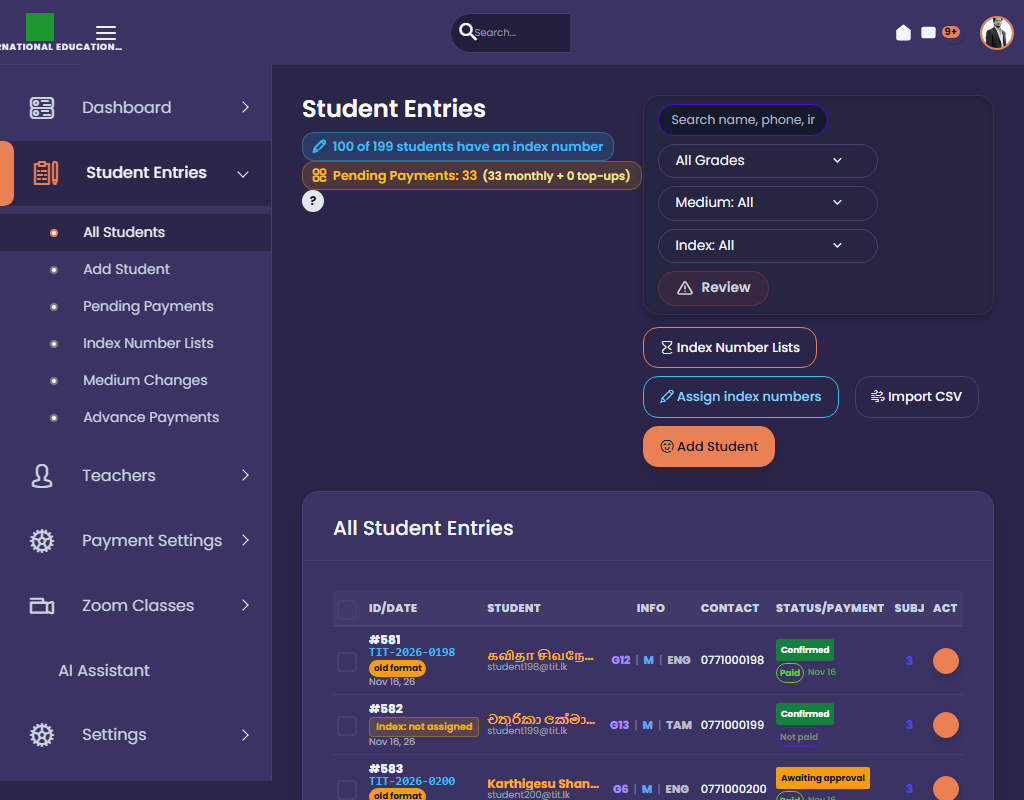 RNATIONAL EDUCATION...
Search...
9+
Dashboard
Student Entries
All Students
Add Student
Pending Payments
Index Number Lists
Medium Changes
Advance Payments
Teachers
Payment Settings
Zoom Classes
AI Assistant
Settings
Student Entries
100 of 199 students have an index number
Pending Payments: 33 (33 monthly + 0 top-ups)
?
Search name, phone, ir
All Grades
Medium: All
Index: All
Review
Index Number Lists
Assign index numbers
Import CSV
Add Student
All Student Entries
ID/DATE STUDENT INFO CONTACT STATUS/PAYMENT SUBJ ACT
#581
TIT-2026-0198
old format
Nov 16, 26
கவிதா சிவநே...
student198@tit.lk
G12 | M | ENG
0771000198
Confirmed
Paid Nov 16
3
#582
Index: not assigned
Nov 16, 26
චතුරිකා හේමා...
student199@tit.lk
G13 | M | TAM
0771000199
Confirmed
Not paid
3
#583
TIT-2026-0200
old format
Karthigesu Shan...
student200@tit.lk
G6 | M | ENG
0771000200
Awaiting approval
Paid Nov 16
3